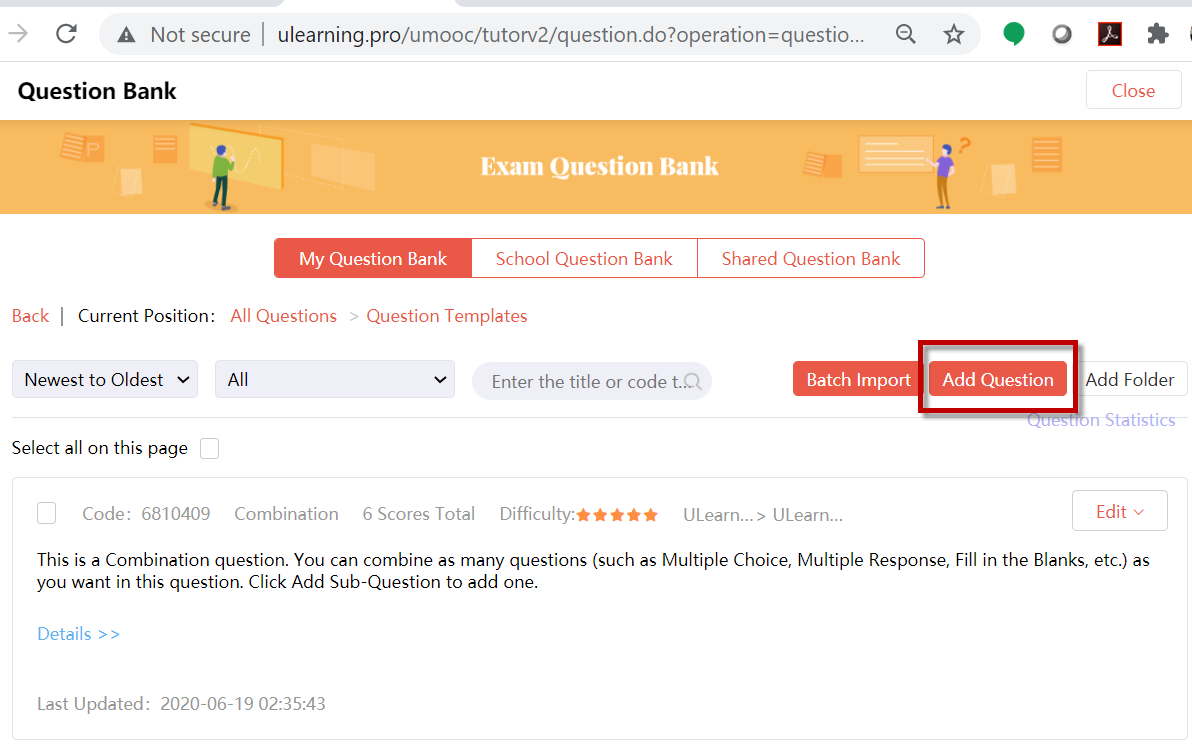 Not secure | ulearning.pro/umooc/tutorv2/question.do?operation=questio...
Question Bank
Close
P
?
Exam Question Bank
My Question Bank
School Question Bank
Shared Question Bank
Back | Current Position: All Questions > Question Templates
Newest to Oldest
All
Enter the title or code t...
Batch Import
Add Question
Add Folder
Question Statistics
Select all on this page
Code: 6810409 Combination 6 Scores Total Difficulty: ULearn...> ULearn...
Edit
This is a Combination question. You can combine as many questions (such as Multiple Choice, Multiple Response, Fill in the Blanks, etc.) as
you want in this question. Click Add Sub-Question to add one.
Details >>
Last Updated: 2020-06-19 02:35:43